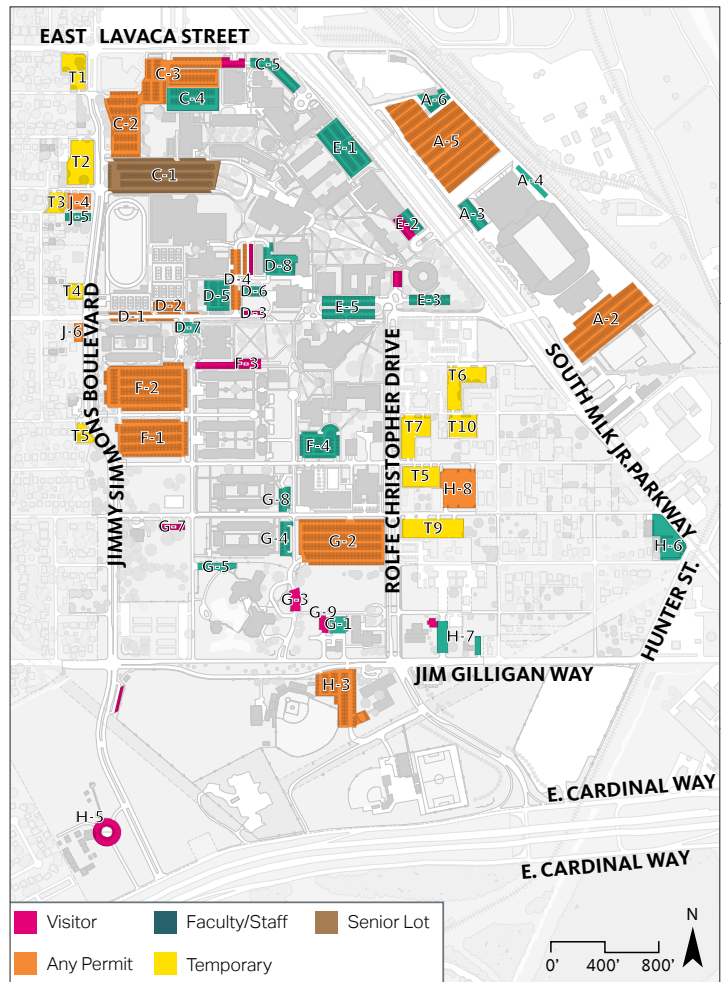 EAST LAVACA STREET
T1
C-3
C-5
C-4
A-6
C-2
A-5
E-1
T2
C-1
A-4
T3
J-4
J-5
A-3
E-2
D-8
D-4
T4
D-5
D-6
E-3
D-2
D-3
E-5
D-1
A-2
J-6
D-7
F-3
JIMMY SIMMONS BOULEVARD
ROLFE CHRISTOPHER DRIVE
SOUTH MLK JR.PARKWAY
T6
F-2
T7
T10
T5
F-1
F-4
T5
H-8
G-8
G-7
G-4
G-2
T9
H-6
G-5
HUNTER ST.
G-3
G-9
G-1
H-7
JIM GILLIGAN WAY
H-3
E. CARDINAL WAY
H-5
E. CARDINAL WAY
Visitor
Faculty/Staff
Senior Lot
Any Permit
Temporary
N
0'
400'
800'